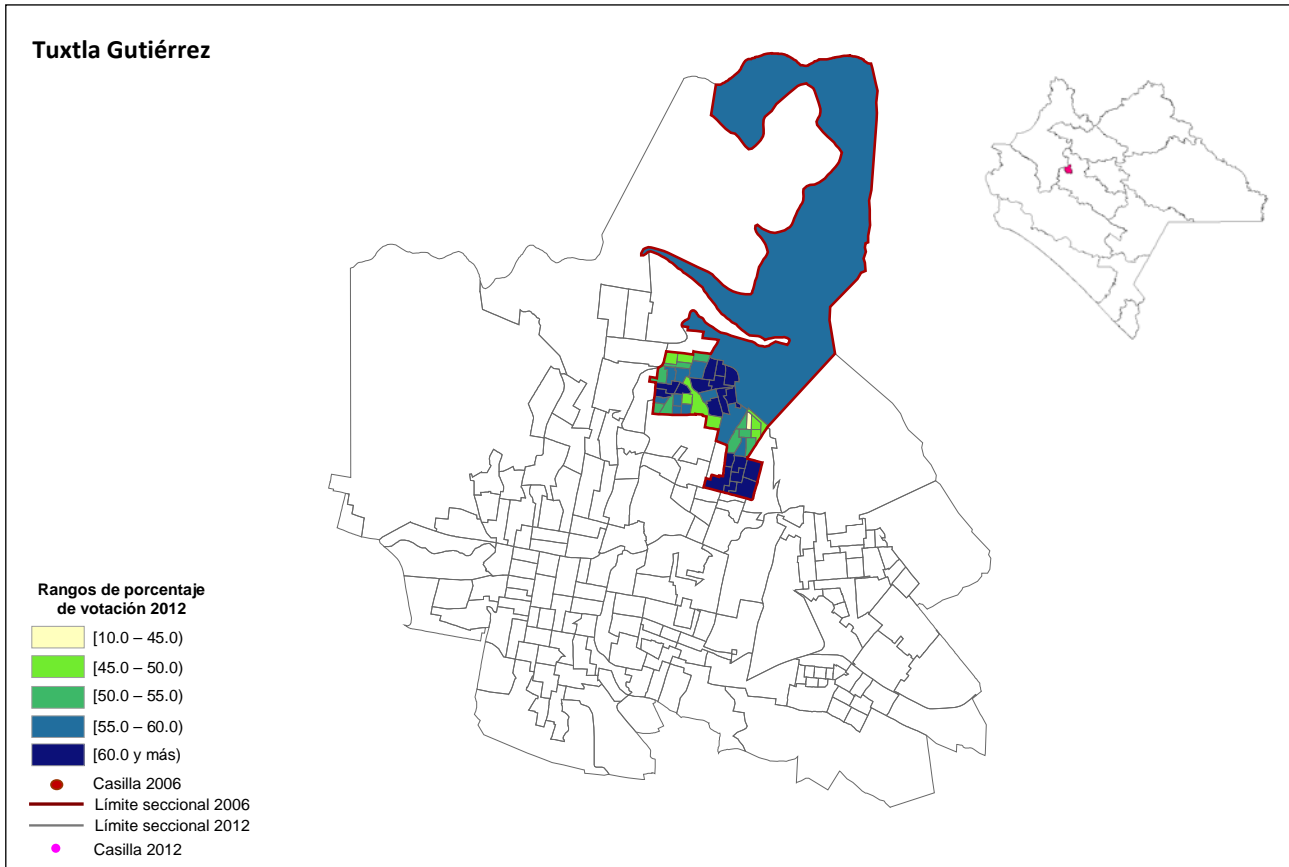 Tuxtla Gutiérrez
Rangos de porcentaje
de votación 2012
[10.0 – 45.0)
[45.0 – 50.0)
[50.0 – 55.0)
[55.0 – 60.0)
[60.0 y más)
Casilla 2006
Límite seccional 2006
Límite seccional 2012
Casilla 2012